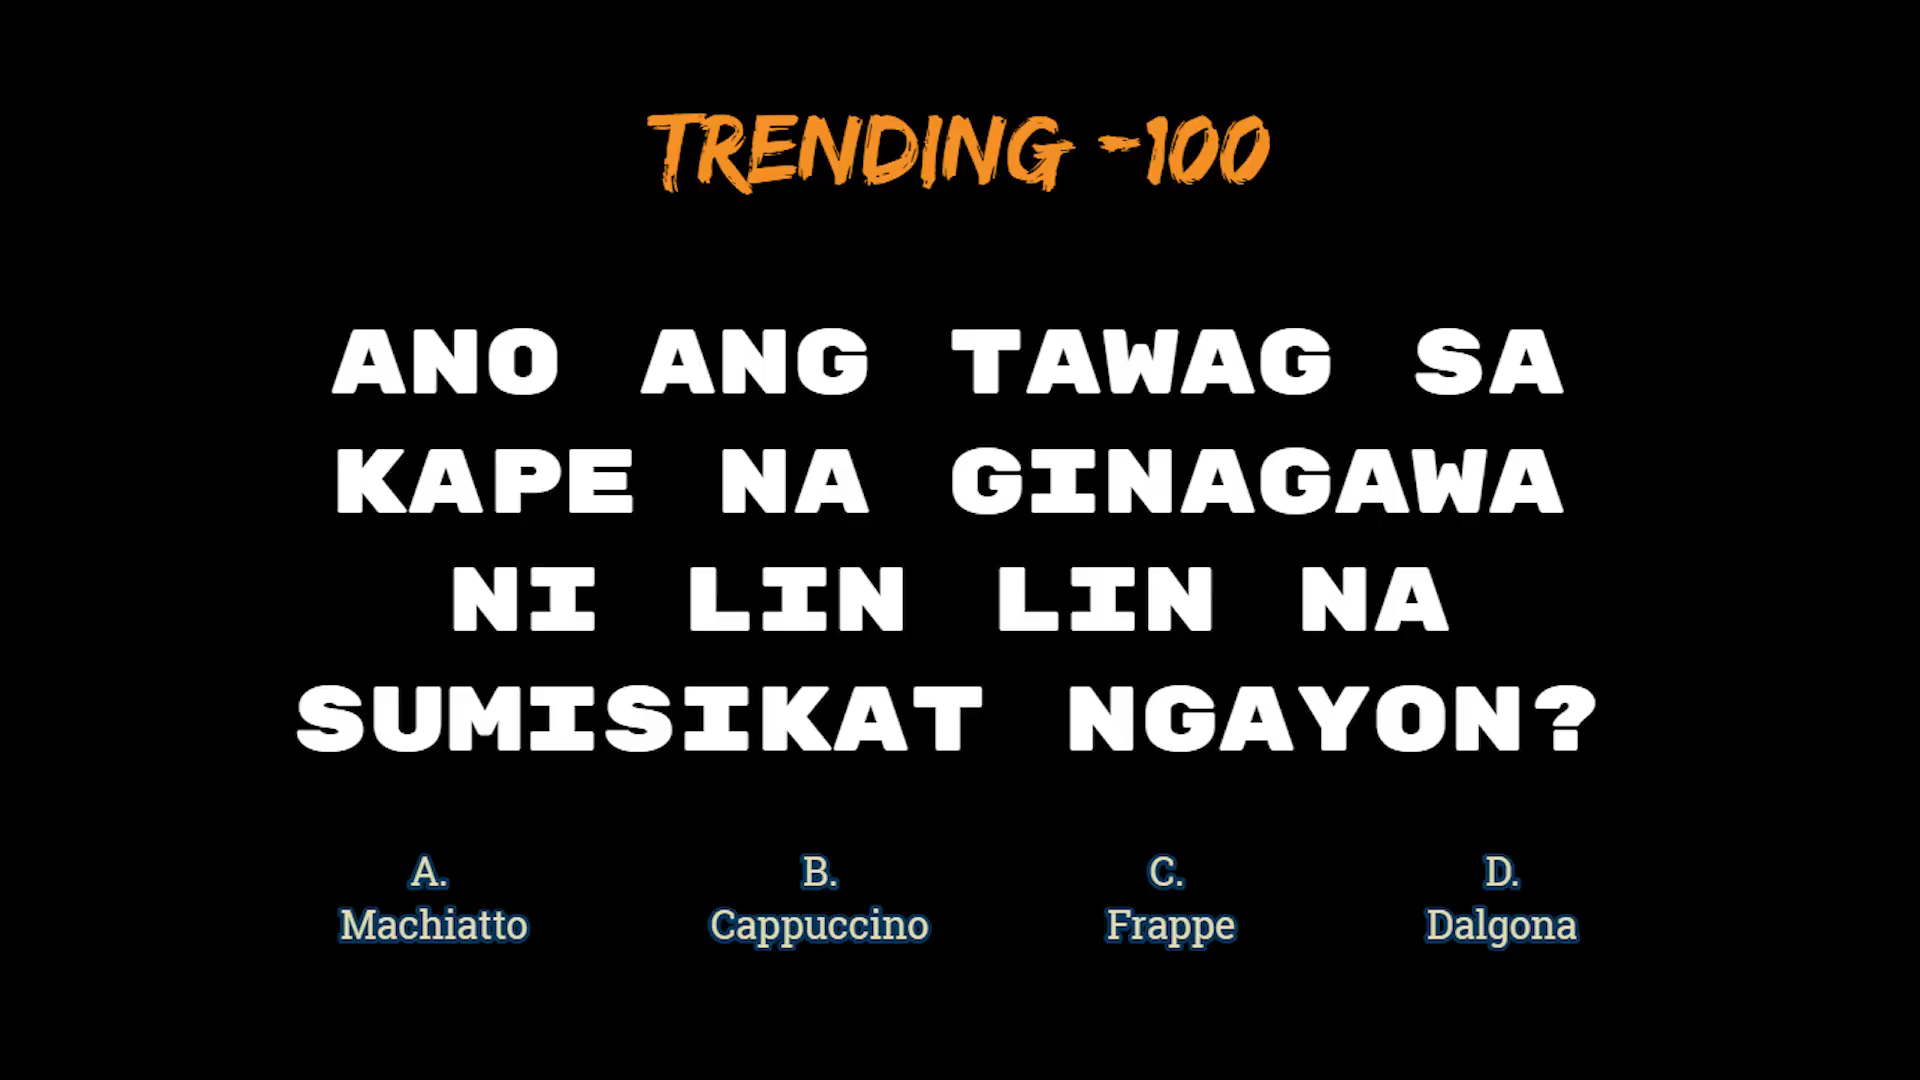 TRENDING -100
ANO ANG TAWAG SA
KAPE NA GINAGAWA
NI LIN LIN NA
SUMISIKAT NGAYON?
A. B. C. D.
Machiatto Cappuccino Frappe Dalgona